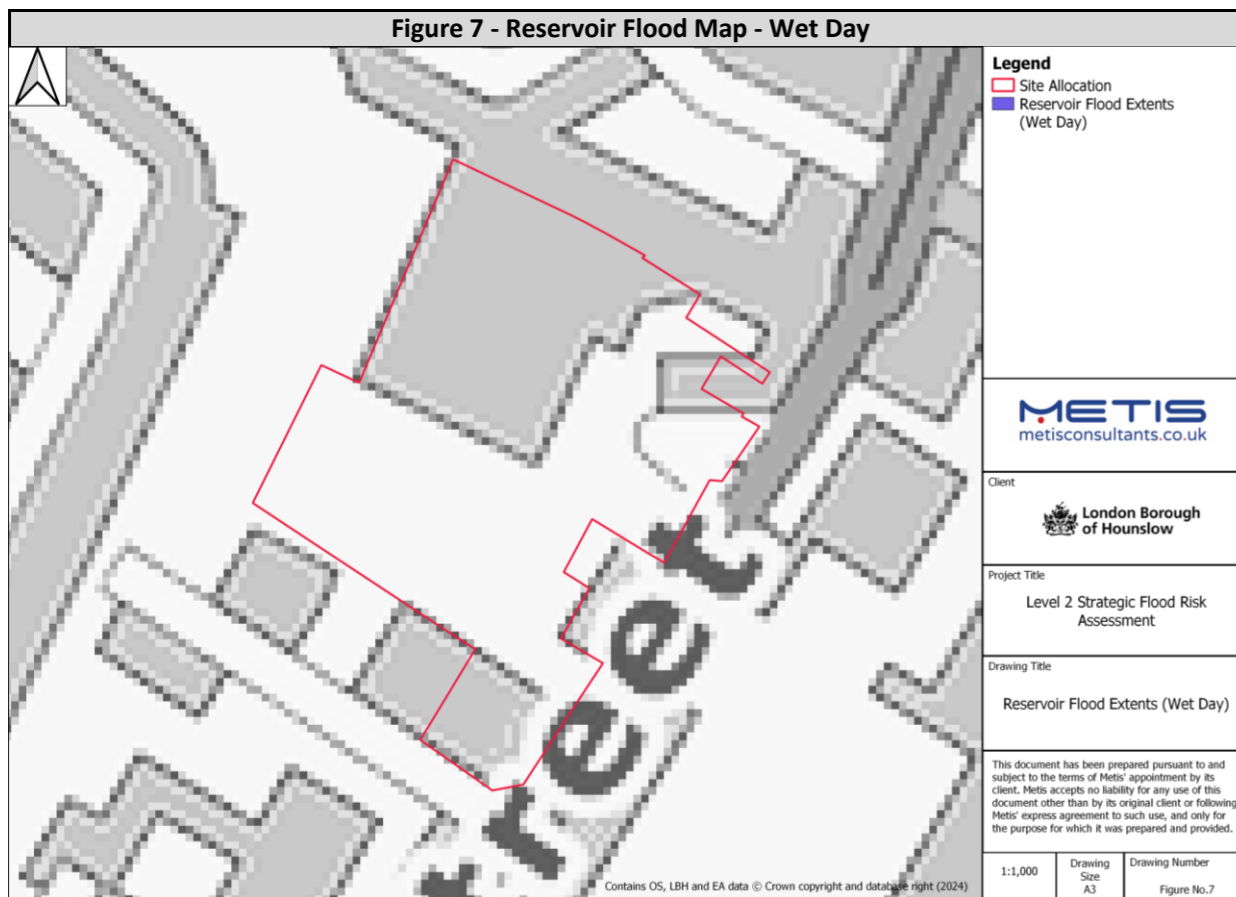 Figure 7 - Reservoir Flood Map - Wet Day
Legend
Site Allocation
Reservoir Flood Extents
(Wet Day)
METIS
metisconsultants.co.uk
Client
London Borough
of Hounslow
Project Title
Level 2 Strategic Flood Risk
Assessment
Drawing Title
Reservoir Flood Extents (Wet Day)
This document has been prepared pursuant to and
subject to the terms of Metis' appointment by its
client. Metis accepts no liability for any use of this
document other than by its original client or following
Metis' express agreement to such use, and only for
the purpose for which it was prepared and provided.
1:1,000
Drawing
Size
A3
Drawing Number
Figure No.7
treet
Contains OS, LBH and EA data © Crown copyright and database right (2024)